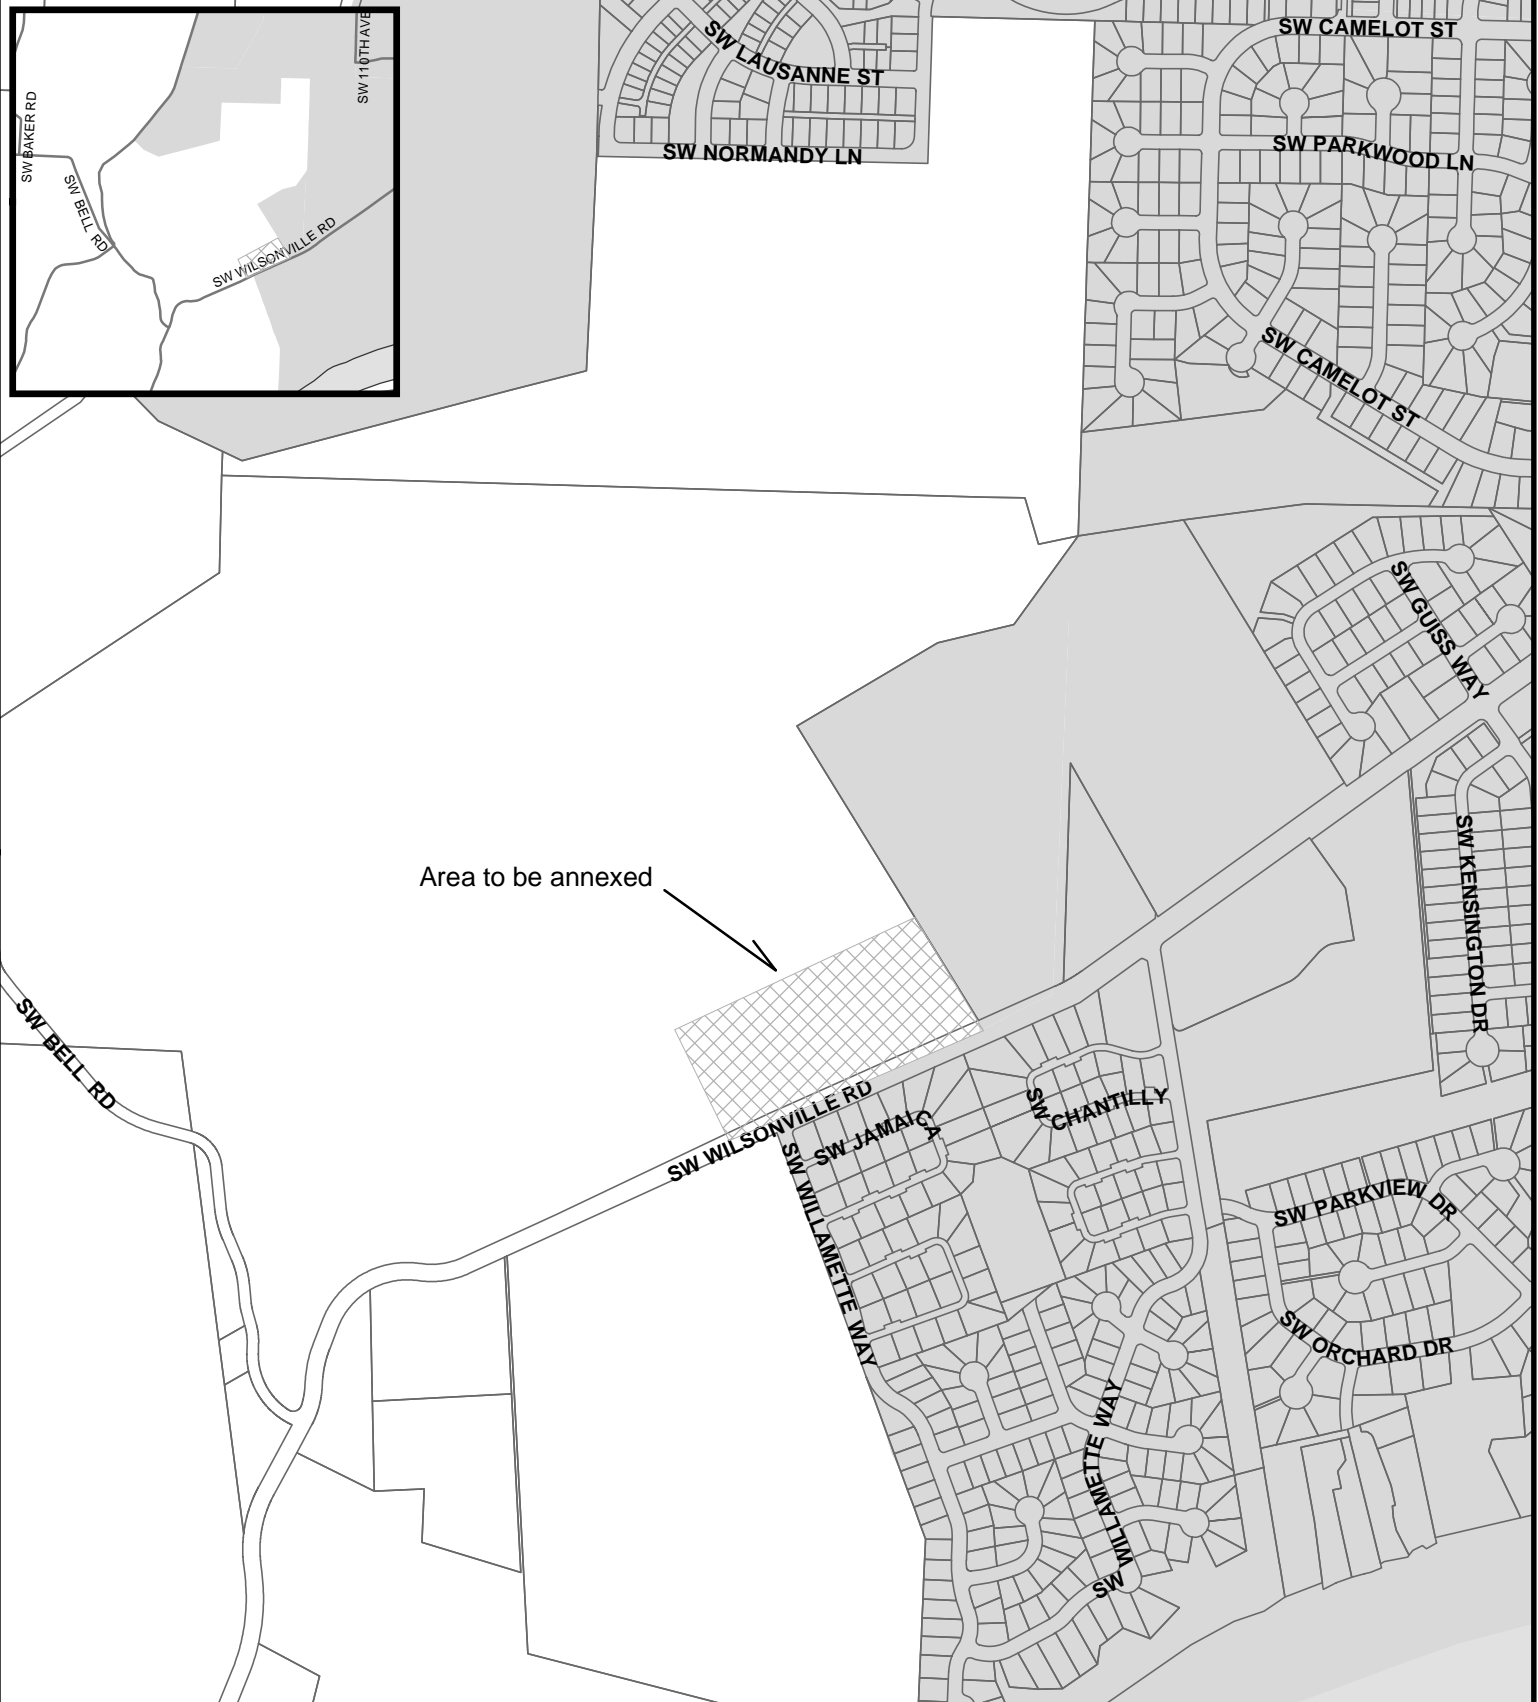 SW 110TH AVE
SW BAKER RD
SW BELL RD
SW WILSONVILLE RD
SW LAUSANNE ST
SW NORMANDY LN
SW CAMELOT ST
SW PARKWOOD LN
SW CAMELOT ST
SW GUISS WAY
SW KENSINGTON DR
Area to be annexed
SW BELL RD
SW WILSONVILLE RD
SW JAMAICA
SW CHANTILLY
SW WILLAMETTE WAY
SW PARKVIEW DR
SW ORCHARD DR
SW WILLAMETTE WAY